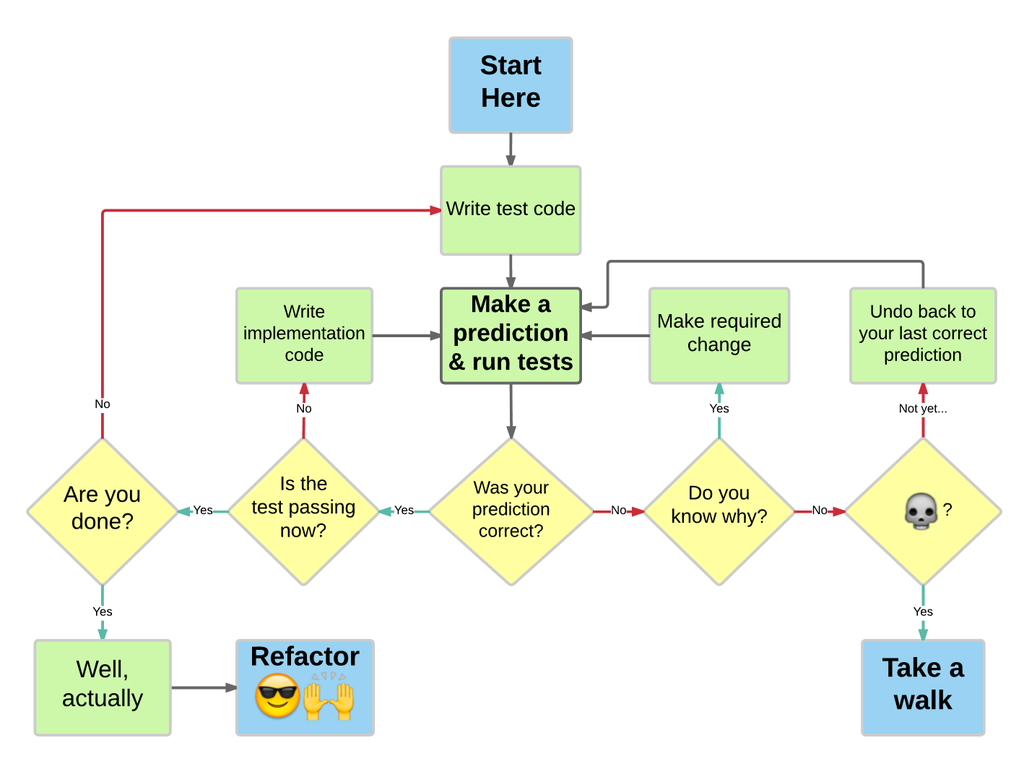 Start
Here
Write test code
Write
implementation
code
Make a
prediction
& run tests
Make required
change
Undo back to
your last correct
prediction
No
No
Yes
Not yet...
Are you
done?
Yes
Is the
test passing
now?
Yes
Was your
prediction
correct?
No
Do you
know why?
No
?
Yes
Yes
Well,
actually
Refactor
Take a
walk